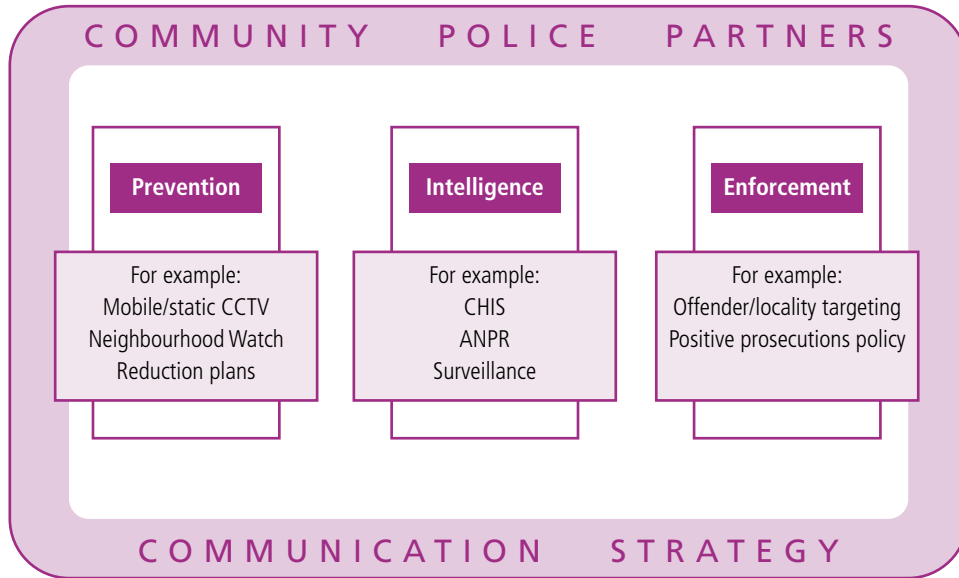 COMMUNITY POLICE PARTNERS
Prevention
For example:
Mobile/static CCTV
Neighbourhood Watch
Reduction plans
Intelligence
For example:
CHIS
ANPR
Surveillance
Enforcement
For example:
Offender/locality targeting
Positive prosecutions policy
COMMUNICATION STRATEGY